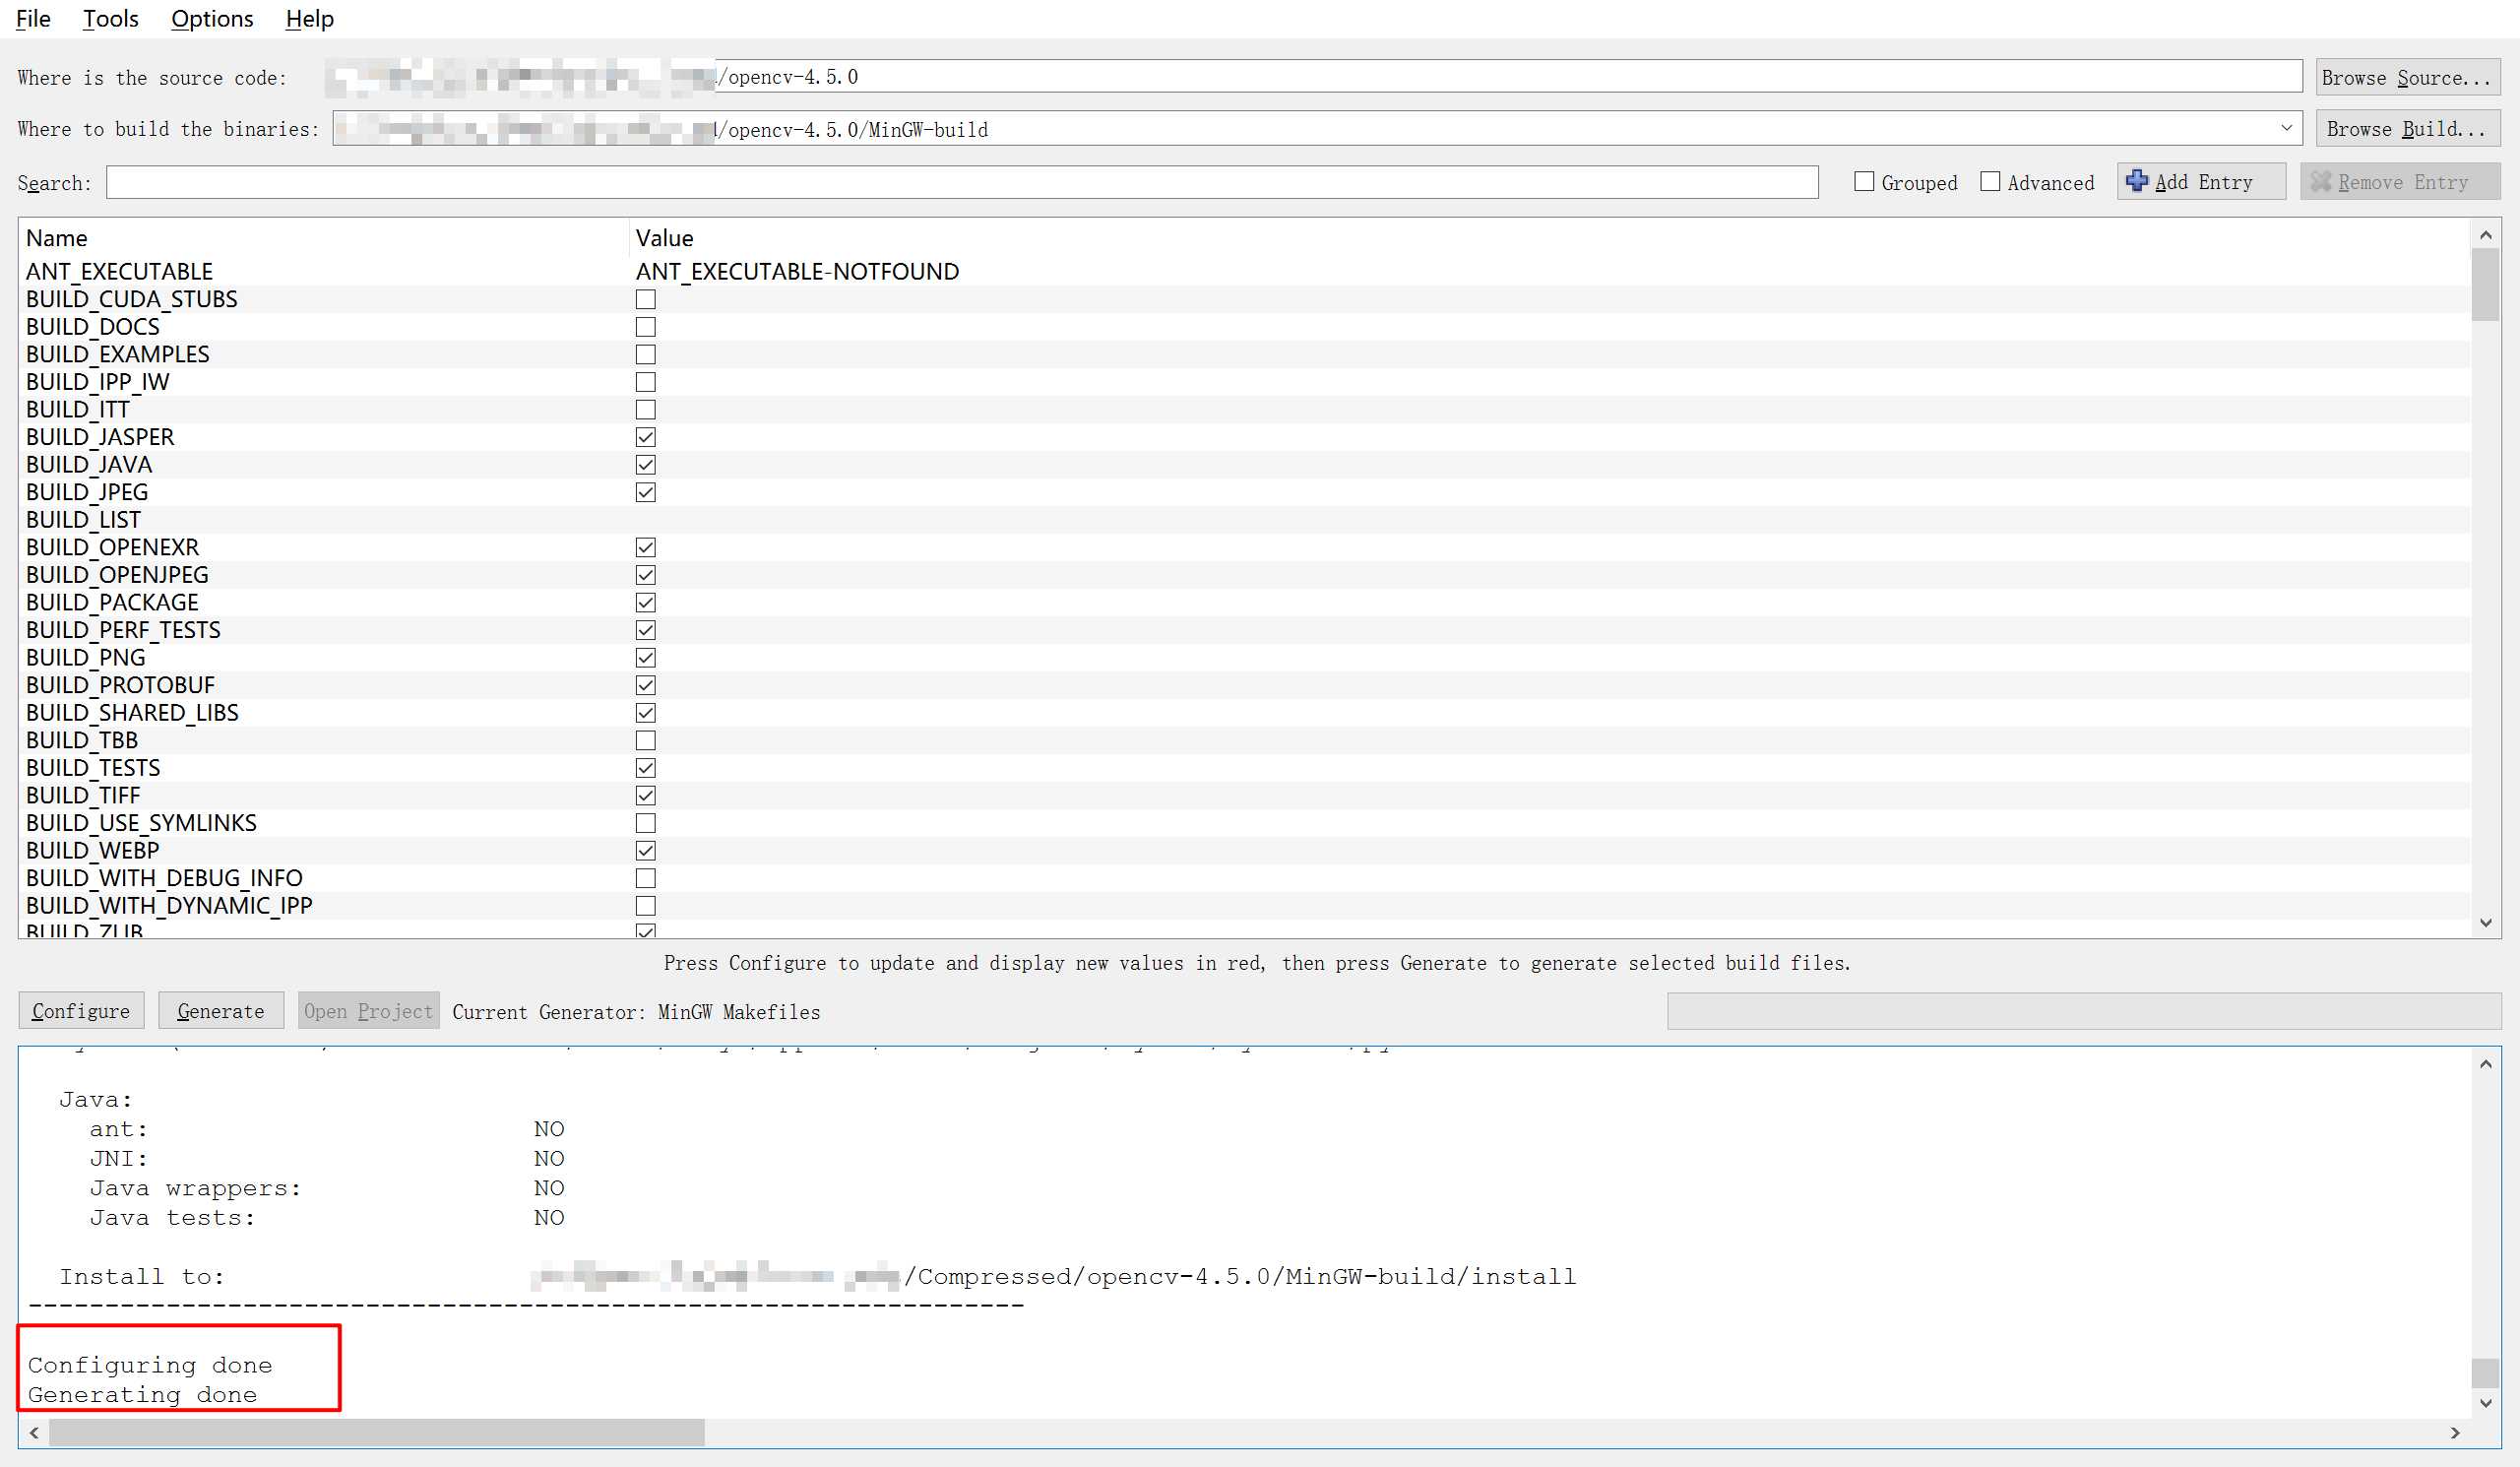 File Tools Options Help
Where is the source code: /opencv-4.5.0 Browse Source...
Where to build the binaries: /opencv-4.5.0/MinGW-build Browse Build...
Search: Grouped Advanced Add Entry Remove Entry
Name Value
ANT_EXECUTABLE ANT_EXECUTABLE-NOTFOUND
BUILD_CUDA_STUBS
BUILD_DOCS
BUILD_EXAMPLES
BUILD_IPP_IW
BUILD_ITT
BUILD_JASPER
BUILD_JAVA
BUILD_JPEG
BUILD_LIST
BUILD_OPENEXR
BUILD_OPENJPEG
BUILD_PACKAGE
BUILD_PERF_TESTS
BUILD_PNG
BUILD_PROTOBUF
BUILD_SHARED_LIBS
BUILD_TBB
BUILD_TESTS
BUILD_TIFF
BUILD_USE_SYMLINKS
BUILD_WEBP
BUILD_WITH_DEBUG_INFO
BUILD_WITH_DYNAMIC_IPP
BUILD_ZLIB
Press Configure to update and display new values in red, then press Generate to generate selected build files.
Configure Generate Open Project Current Generator: MinGW Makefiles
Java:
ant: NO
JNI: NO
Java wrappers: NO
Java tests: NO
Install to: /Compressed/opencv-4.5.0/MinGW-build/install
-----------------------------------------------------------------
Configuring done
Generating done